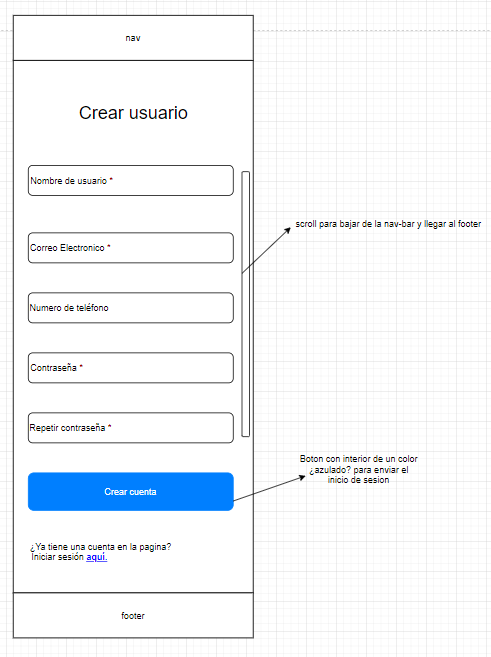 nav
Crear usuario
Nombre de usuario *
scroll para bajar de la nav-bar y llegar al footer
Correo Electronico *
Numero de teléfono
Contraseña *
Repetir contraseña *
Boton con interior de un color
¿azulado? para enviar el
inicio de sesion
Crear cuenta
¿Ya tiene una cuenta en la pagina?
Iniciar sesión aquí.
footer